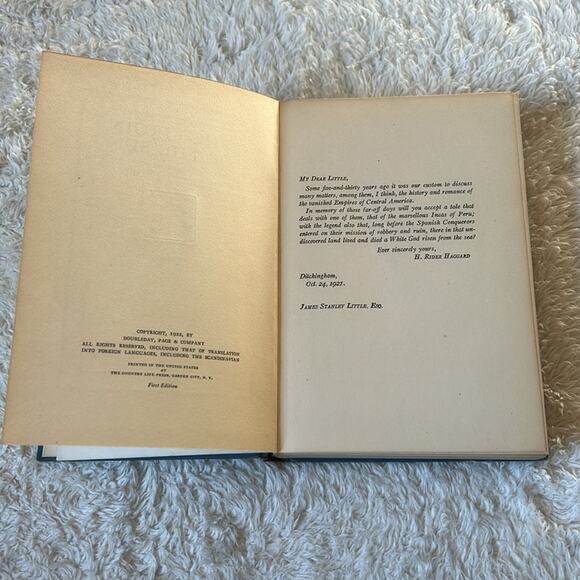 COPYRIGHT, 1922, BY
DOUBLEDAY, PAGE & COMPANY
ALL RIGHTS RESERVED, INCLUDING THAT OF TRANSLATION
INTO FOREIGN LANGUAGES, INCLUDING THE SCANDINAVIAN
PRINTED IN THE UNITED STATES
AT
THE COUNTRY LIFE PRESS, GARDEN CITY, N. Y.
First Edition
MY DEAR LITTLE,
Some five-and-thirty years ago it was our custom to discuss
many matters, among them, I think, the history and romance of
the vanished Empires of Central America.
In memory of those far-off days will you accept a tale that
deals with one of them, that of the marvellous Incas of Peru;
with the legend also that, long before the Spanish Conquerors
entered on their mission of robbery and ruin, there in that un-
discovered land lived and died a White God risen from the sea?
Ever sincerely yours,
H. RIDER HAGGARD
Ditchingham,
Oct. 24, 1921.
JAMES STANLEY LITTLE, ESQ.